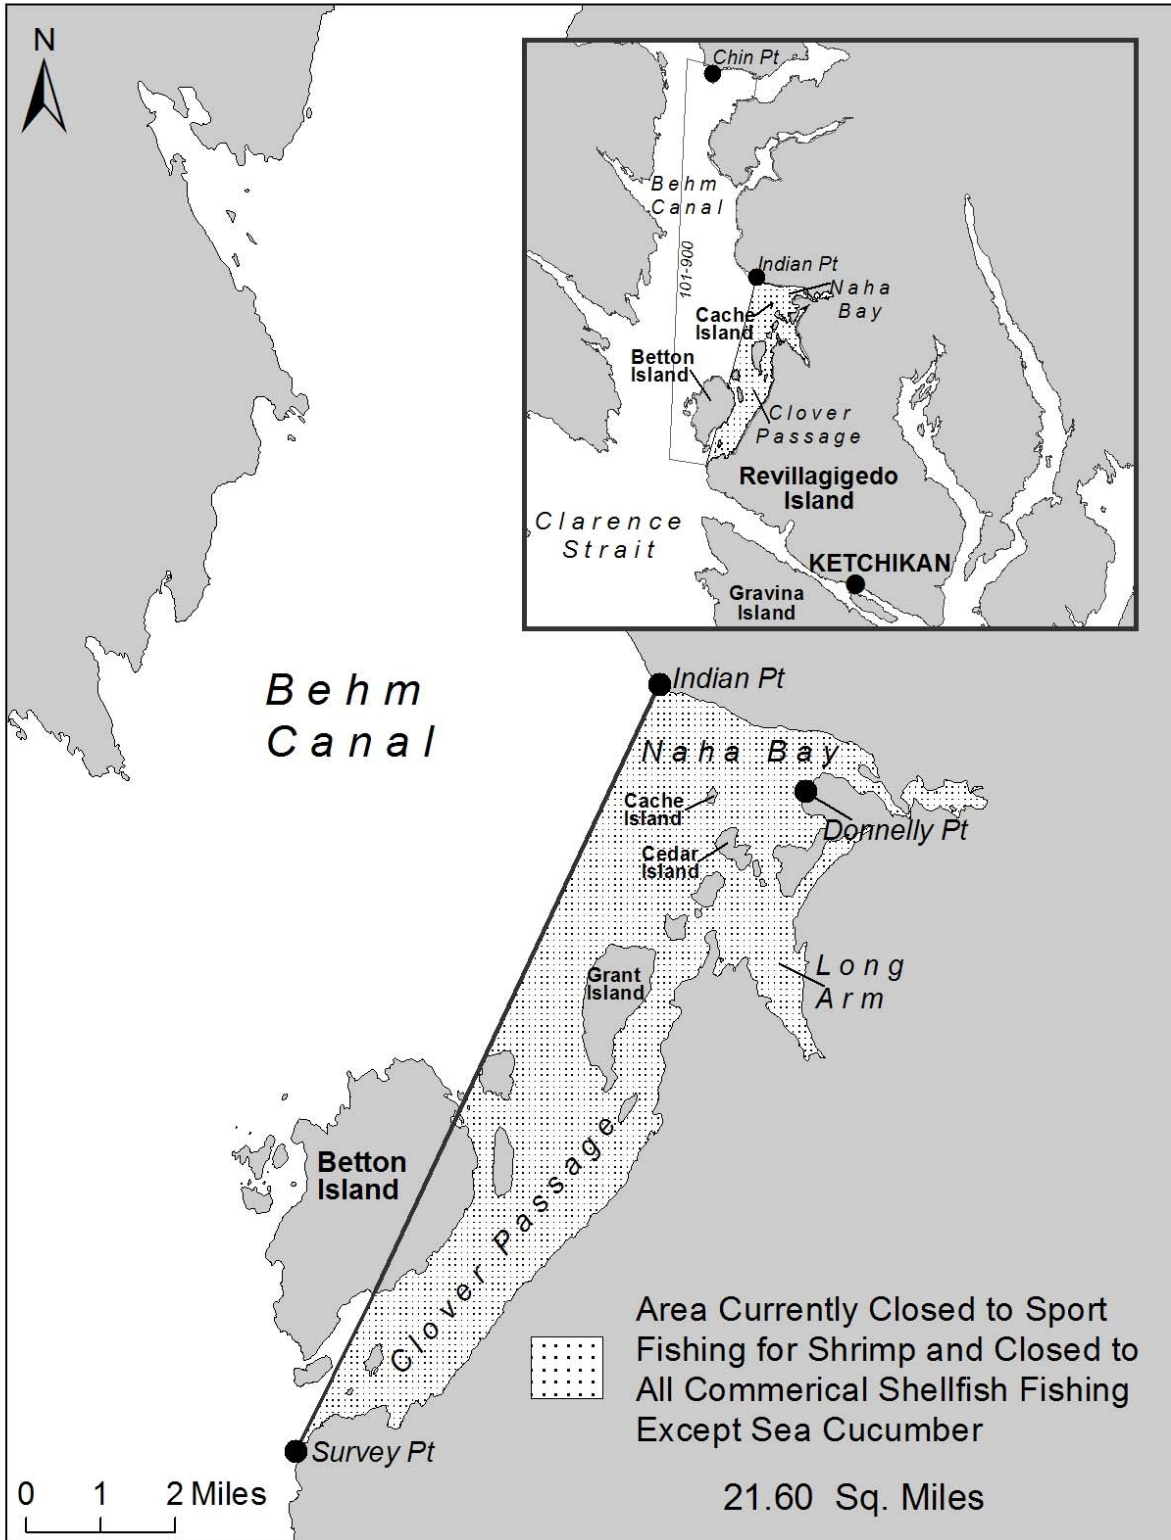 N
Chin Pt
Behm
Canal
101-900
Indian Pt
Naha
Bay
Cache
Island
Betton
Island
Clover
Passage
Revillagigedo
Island
Clarence
Strait
KETCHIKAN
Gravina
Island
Indian Pt
Behm
Canal
Naha Bay
Cache
Island
Donnelly Pt
Cedar
Island
Long
Arm
Grant
Island
Betton
Island
Clover Passage
Area Currently Closed to Sport
Fishing for Shrimp and Closed to
All Commerical Shellfish Fishing
Except Sea Cucumber
Survey Pt
0 1 2 Miles
21.60 Sq. Miles